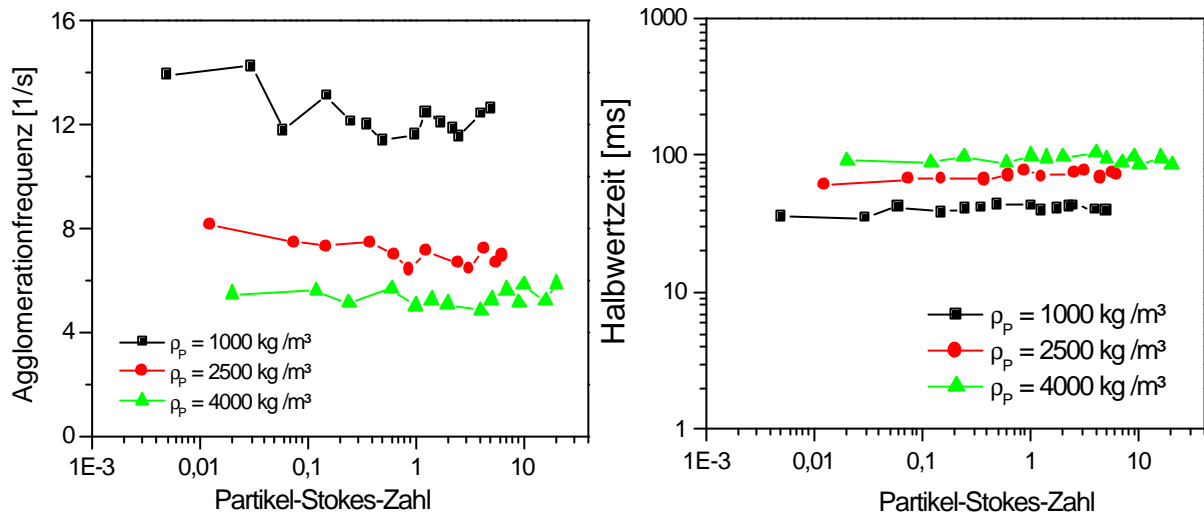 Agglomerationfrequenz [1/s]
16
12
8
4
0
ρP = 1000 kg /m³
ρP = 2500 kg /m³
ρP = 4000 kg /m³
1E-3 0,01 0,1 1 10
Partikel-Stokes-Zahl
Halbwertzeit [ms]
1000
100
10
1
ρP = 1000 kg /m³
ρP = 2500 kg /m³
ρP = 4000 kg /m³
1E-3 0,01 0,1 1 10
Partikel-Stokes-Zahl